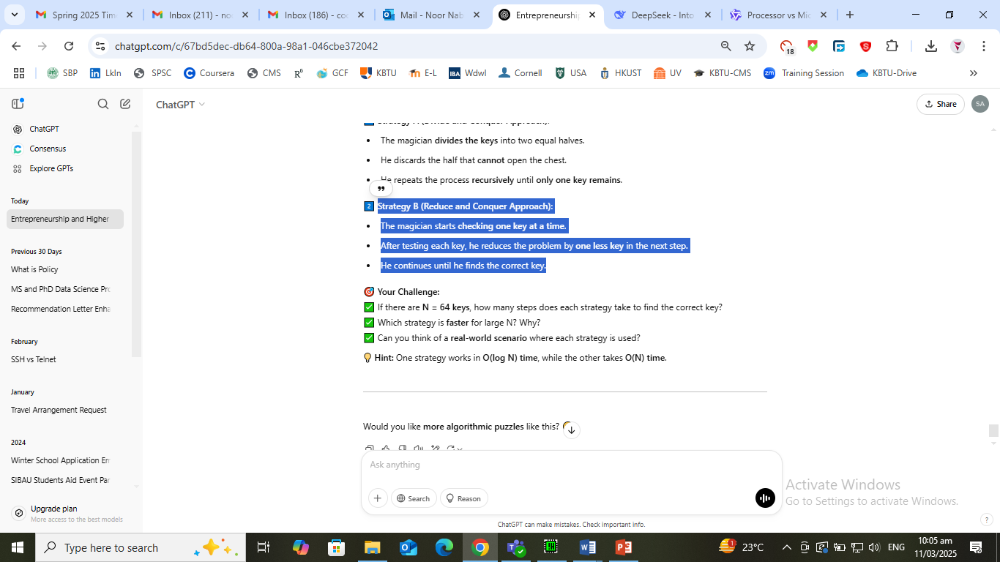 Spring 2025 Tim
Inbox (211) - no
Inbox (186) - co
Mail - Noor Nab
Entrepreneurship
DeepSeek - Into
Processor vs Mic
chatgpt.com/c/67bd5dec-db64-800a-98a1-046cbe372042
18
SBP
LkIn
SPSC
Coursera
CMS
GCF
KBTU
E-L
IBA Wdwl
Cornell
USA
HKUST
UV
KBTU-CMS
zm Training Session
KBTU-Drive
ChatGPT
Share
SA
ChatGPT
Consensus
Explore GPTs
Today
Entrepreneurship and Higher
Previous 30 Days
What is Policy
MS and PhD Data Science Pro
Recommendation Letter Enha
February
SSH vs Telnet
January
Travel Arrangement Request
2024
Winter School Application Em
SIBAU Students Aid Event Par
Upgrade plan
More access to the best models
• The magician divides the keys into two equal halves.
• He discards the half that cannot open the chest.
• He repeats the process recursively until only one key remains.
2 Strategy B (Reduce and Conquer Approach):
• The magician starts checking one key at a time.
• After testing each key, he reduces the problem by one less key in the next step.
• He continues until he finds the correct key.
🎯 Your Challenge:
✅ If there are N = 64 keys, how many steps does each strategy take to find the correct key?
✅ Which strategy is faster for large N? Why?
✅ Can you think of a real-world scenario where each strategy is used?
💡 Hint: One strategy works in O(log N) time, while the other takes O(N) time.
Would you like more algorithmic puzzles like this?
Ask anything
Search
Reason
ChatGPT can make mistakes. Check important info.
?
Activate Windows
Go to Settings to activate Windows.
Type here to search
1
23°C
ENG
10:05 am
11/03/2025